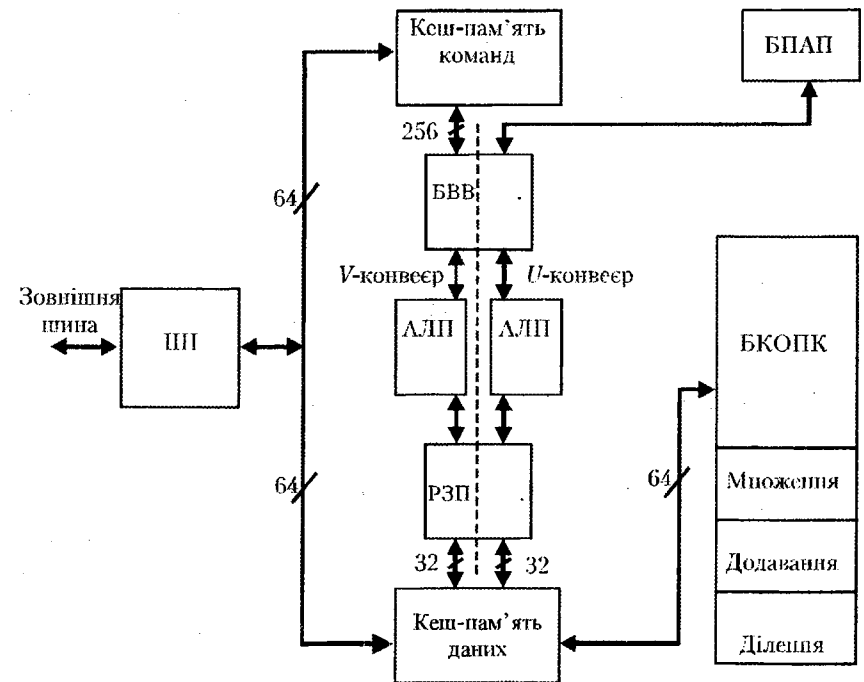 Кеш-пам’ять
команд
БПАП
256
БВВ
64
V-конвеєр
U-конвеєр
Зовнішня
шина
ШІ
АЛП
АЛП
БКОПК
64
РЗП
64
Множення
32
32
Додавання
Кеш-пам’ять
даних
Ділення